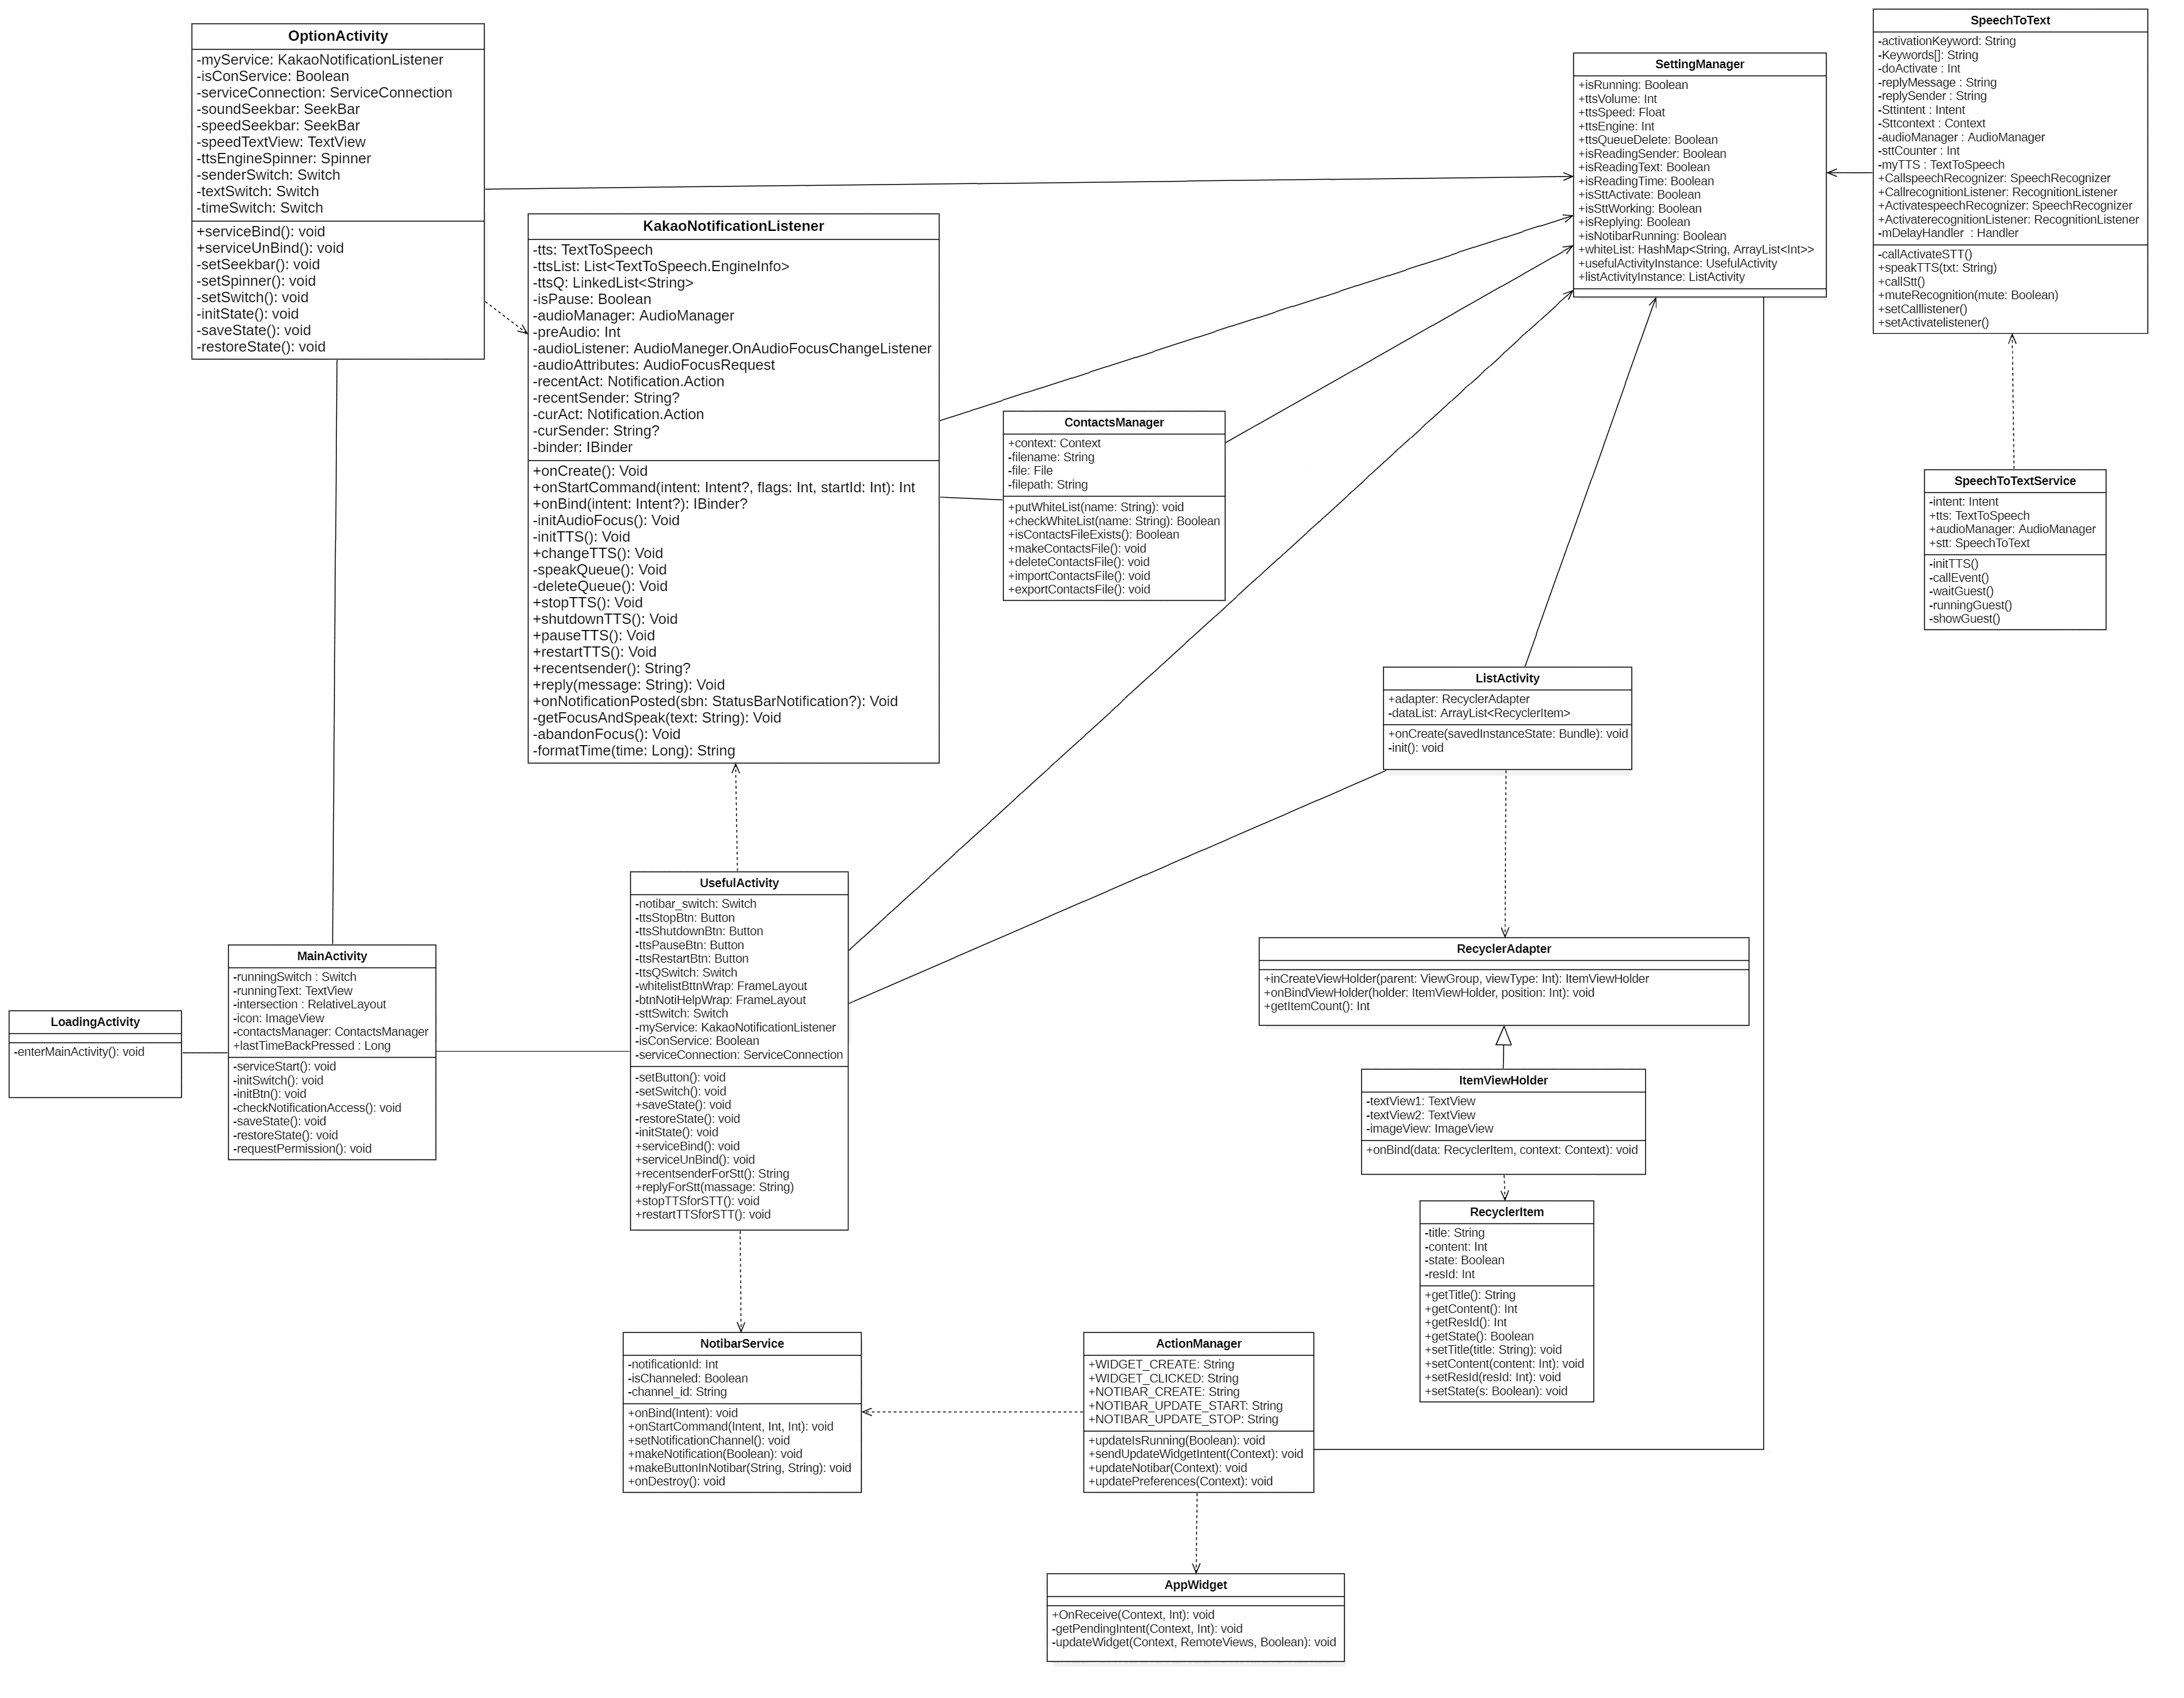 OptionActivity
-myService: KakaoNotificationListener
-isConService: Boolean
-serviceConnection: ServiceConnection
-soundSeekbar: SeekBar
-speedSeekbar: SeekBar
-speedTextView: TextView
-ttsEngineSpinner: Spinner
-senderSwitch: Switch
-textSwitch: Switch
-timeSwitch: Switch
+serviceBind(): void
+serviceUnBind(): void
-setSeekbar(): void
-setSpinner(): void
-setSwitch(): void
-initState(): void
-saveState(): void
-restoreState(): void
KakaoNotificationListener
-tts: TextToSpeech
-ttsList: List<TextToSpeech.EngineInfo>
-ttsQ: LinkedList<String>
-isPause: Boolean
-audioManager: AudioManager
-preAudio: Int
-audioListener: AudioManeger.OnAudioFocusChangeListener
-audioAttributes: AudioFocusRequest
-recentAct: Notification.Action
-recentSender: String?
-curAct: Notification.Action
-curSender: String?
-binder: IBinder
+onCreate(): Void
+onStartCommand(intent: Intent?, flags: Int, startId: Int): Int
+onBind(intent: Intent?): IBinder?
-initAudioFocus(): Void
-initTTS(): Void
+changeTTS(): Void
-speakQueue(): Void
-deleteQueue(): Void
+stopTTS(): Void
+shutdownTTS(): Void
+pauseTTS(): Void
+restartTTS(): Void
+recentsender(): String?
+reply(message: String): Void
+onNotificationPosted(sbn: StatusBarNotification?): Void
-getFocusAndSpeak(text: String): Void
-abandonFocus(): Void
-formatTime(time: Long): String
ContactsManager
+context: Context
-filename: String
-file: File
-filepath: String
+putWhiteList(name: String): void
+checkWhiteList(name: String): Boolean
+isContactsFileExists(): Boolean
+makeContactsFile(): void
+deleteContactsFile(): void
+importContactsFile(): void
+exportContactsFile(): void
SettingManager
+isRunning: Boolean
+ttsVolume: Int
+ttsSpeed: Float
+ttsEngine: Int
+ttsQueueDelete: Boolean
+isReadingSender: Boolean
+isReadingText: Boolean
+isReadingTime: Boolean
+isSttActivate: Boolean
+isSttWorking: Boolean
+isReplying: Boolean
+isNotibarRunning: Boolean
+whiteList: HashMap<String, ArrayList<Int>>
+usefulActivityInstance: UsefulActivity
+listActivityInstance: ListActivity
SpeechToText
-activationKeyword: String
-Keywords[]: String
-doActivate : Int
-replyMessage : String
-replySender : String
-Sttintent : Intent
-Sttcontext : Context
-audioManager : AudioManager
-sttCounter : Int
-myTTS : TextToSpeech
+CallspeechRecognizer: SpeechRecognizer
+CallrecognitionListener: RecognitionListener
+ActivatespeechRecognizer: SpeechRecognizer
+ActivaterecognitionListener: RecognitionListener
-mDelayHandler  : Handler
-callActivateSTT()
+speakTTS(txt: String)
+callStt()
+muteRecognition(mute: Boolean)
+setCalllistener()
+setActivatelistener()
SpeechToTextService
-intent: Intent
+tts: TextToSpeech
+audioManager: AudioManager
+stt: SpeechToText
-initTTS()
-callEvent()
-waitGuest()
-runningGuest()
-showGuest()
ListActivity
+adapter: RecyclerAdapter
-dataList: ArrayList<RecyclerItem>
+onCreate(savedInstanceState: Bundle): void
-init(): void
LoadingActivity
-enterMainActivity(): void
MainActivity
-runningSwitch : Switch
-runningText: TextView
-intersection : RelativeLayout
-icon: ImageView
-contactsManager: ContactsManager
+lastTimeBackPressed : Long
-serviceStart(): void
-initSwitch(): void
-initBtn(): void
-checkNotificationAccess(): void
-saveState(): void
-restoreState(): void
-requestPermission(): void
UsefulActivity
-notibar_switch: Switch
-ttsStopBtn: Button
-ttsShutdownBtn: Button
-ttsPauseBtn: Button
-ttsRestartBtn: Button
-ttsQSwitch: Switch
-whitelistBttnWrap: FrameLayout
-btnNotiHelpWrap: FrameLayout
-sttSwitch: Switch
-myService: KakaoNotificationListener
-isConService: Boolean
-serviceConnection: ServiceConnection
-setButton(): void
-setSwitch(): void
+saveState(): void
-restoreState(): void
-initState(): void
+serviceBind(): void
+serviceUnBind(): void
+recentsenderForStt(): String
+replyForStt(massage: String)
+stopTTSforSTT(): void
+restartTTSforSTT(): void
RecyclerAdapter
+inCreateViewHolder(parent: ViewGroup, viewType: Int): ItemViewHolder
+onBindViewHolder(holder: ItemViewHolder, position: Int): void
+getItemCount(): Int
ItemViewHolder
-textView1: TextView
-textView2: TextView
-imageView: ImageView
+onBind(data: RecyclerItem, context: Context): void
RecyclerItem
-title: String
-content: Int
-state: Boolean
-resId: Int
+getTitle(): String
+getContent(): Int
+getResId(): Int
+getState(): Boolean
+setTitle(title: String): void
+setContent(content: Int): void
+setResId(resId: Int): void
+setState(s: Boolean): void
NotibarService
-notificationId: Int
-isChanneled: Boolean
-channel_id: String
+onBind(Intent): void
+onStartCommand(Intent, Int, Int): void
+setNotificationChannel(): void
+makeNotification(Boolean): void
+makeButtonInNotibar(String, String): void
+onDestroy(): void
ActionManager
+WIDGET_CREATE: String
+WIDGET_CLICKED: String
+NOTIBAR_CREATE: String
+NOTIBAR_UPDATE_START: String
+NOTIBAR_UPDATE_STOP: String
+updateIsRunning(Boolean): void
+sendUpdateWidgetIntent(Context): void
+updateNotibar(Context): void
+updatePreferences(Context): void
AppWidget
+OnReceive(Context, Int): void
-getPendingIntent(Context, Int): void
-updateWidget(Context, RemoteViews, Boolean): void